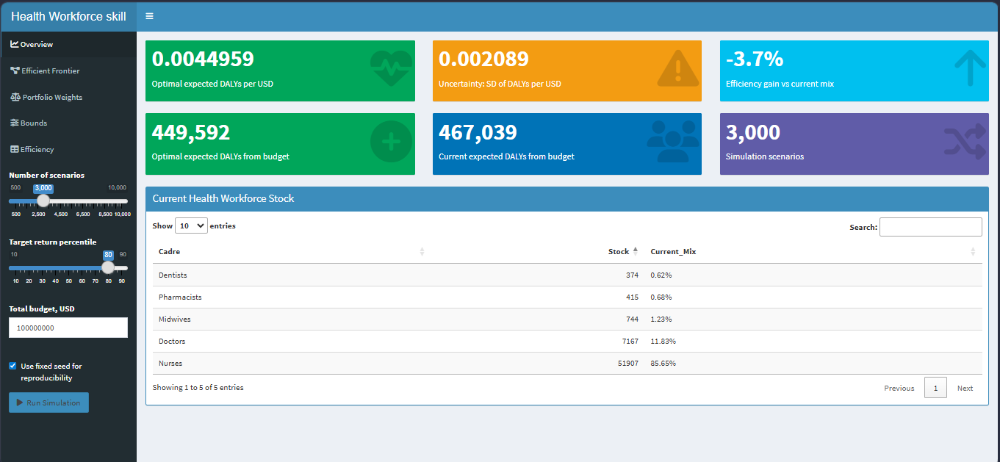 Health Workforce skill
Overview
Efficient Frontier
Portfolio Weights
Bounds
Efficiency
Number of scenarios
500 3,000 10,000
500 2,500 4,500 6,500 8,500 10,000
Target return percentile
10 80 90
10 20 30 40 50 60 70 80 90
Total budget, USD
100000000
Use fixed seed for
reproducibility
Run Simulation
0.0044959
Optimal expected DALYs per USD
0.002089
Uncertainty: SD of DALYs per USD
-3.7%
Efficiency gain vs current mix
449,592
Optimal expected DALYs from budget
467,039
Current expected DALYs from budget
3,000
Simulation scenarios
Current Health Workforce Stock
Show 10 entries
Search:
Cadre Stock Current_Mix
Dentists 374 0.62%
Pharmacists 415 0.68%
Midwives 744 1.23%
Doctors 7167 11.83%
Nurses 51907 85.65%
Showing 1 to 5 of 5 entries
Previous 1 Next